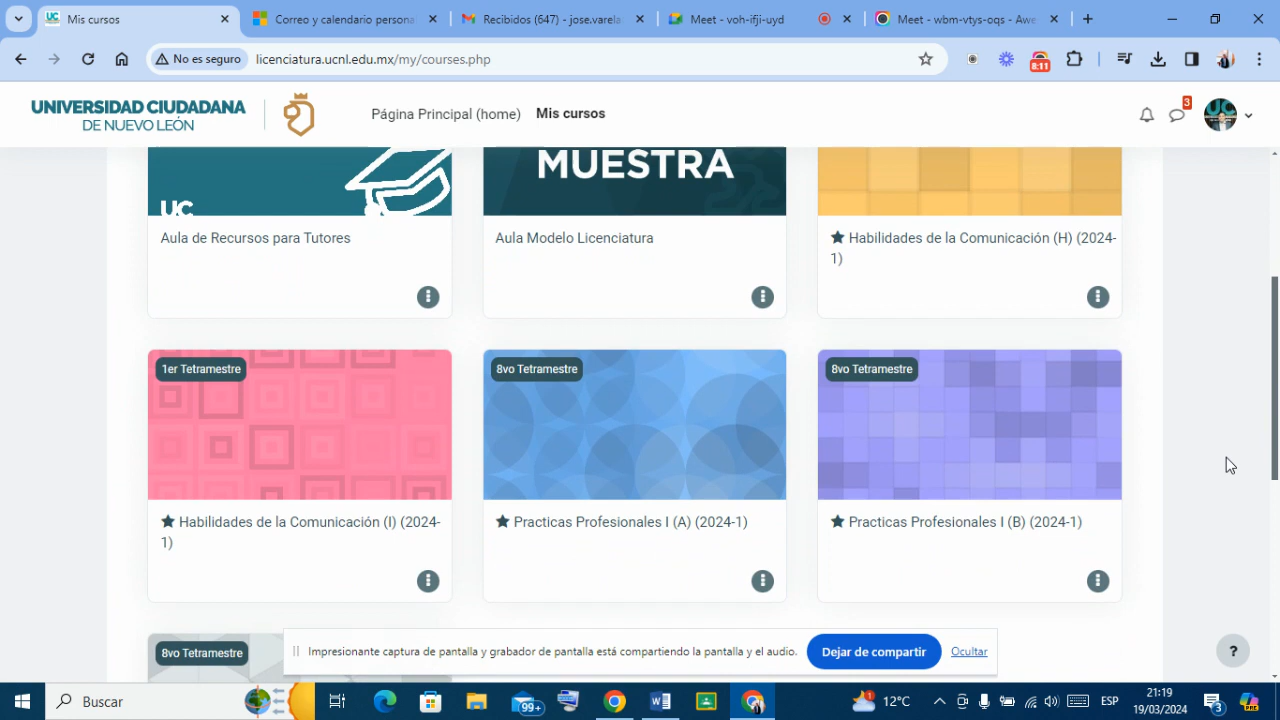 Mis cursos
Correo y calendario persona
Recibidos (647) - jose.varela
Meet - voh-ifji-uyd
Meet - wbm-vtys-oqs - Awe
No es seguro
licenciatura.ucnl.edu.mx/my/courses.php
8:11
UNIVERSIDAD CIUDADANA
DE NUEVO LEÓN
Página Principal (home)
Mis cursos
3
UC
UC
MUESTRA
Aula de Recursos para Tutores
Aula Modelo Licenciatura
Habilidades de la Comunicación (H) (2024-
1)
1er Tetramestre
8vo Tetramestre
8vo Tetramestre
Habilidades de la Comunicación (I) (2024-
1)
Practicas Profesionales I (A) (2024-1)
Practicas Profesionales I (B) (2024-1)
8vo Tetramestre
Impresionante captura de pantalla y grabador de pantalla está compartiendo la pantalla y el audio.
Dejar de compartir
Ocultar
?
Buscar
99+
1
12°C
ESP
21:19
19/03/2024
3
PRE